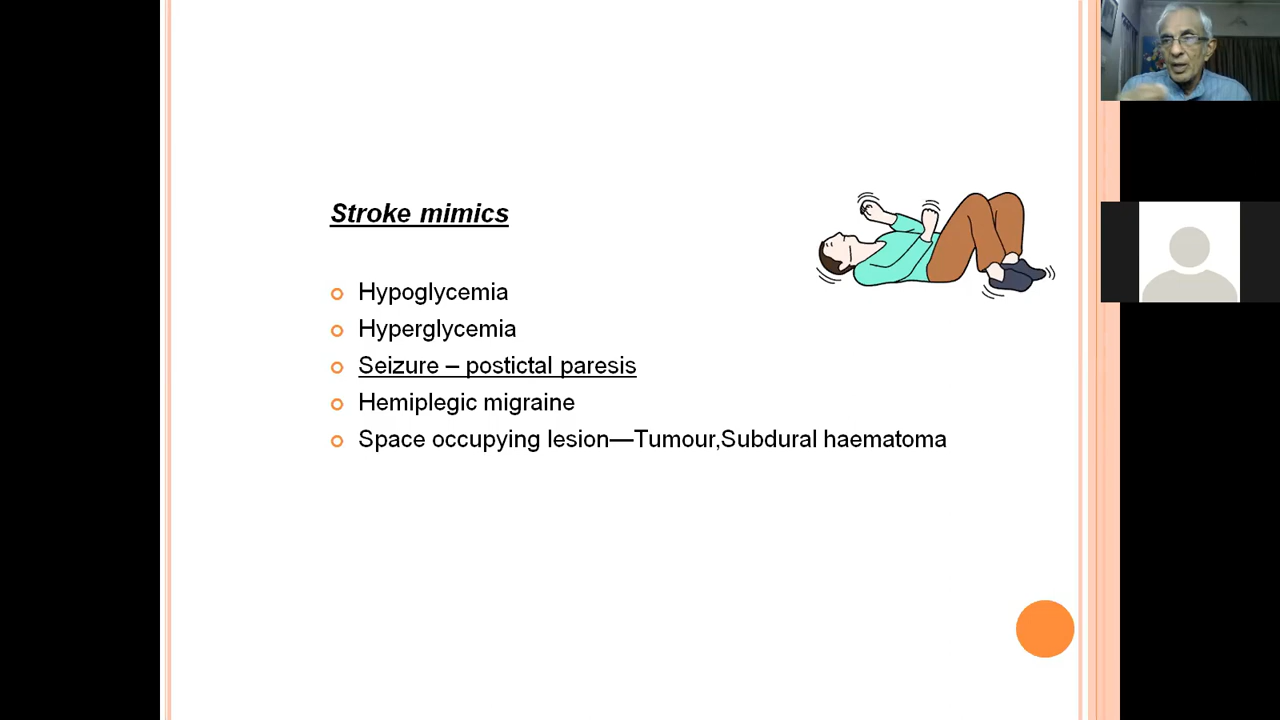 Stroke mimics
Hypoglycemia
Hyperglycemia
Seizure – postictal paresis
Hemiplegic migraine
Space occupying lesion—Tumour,Subdural haematoma